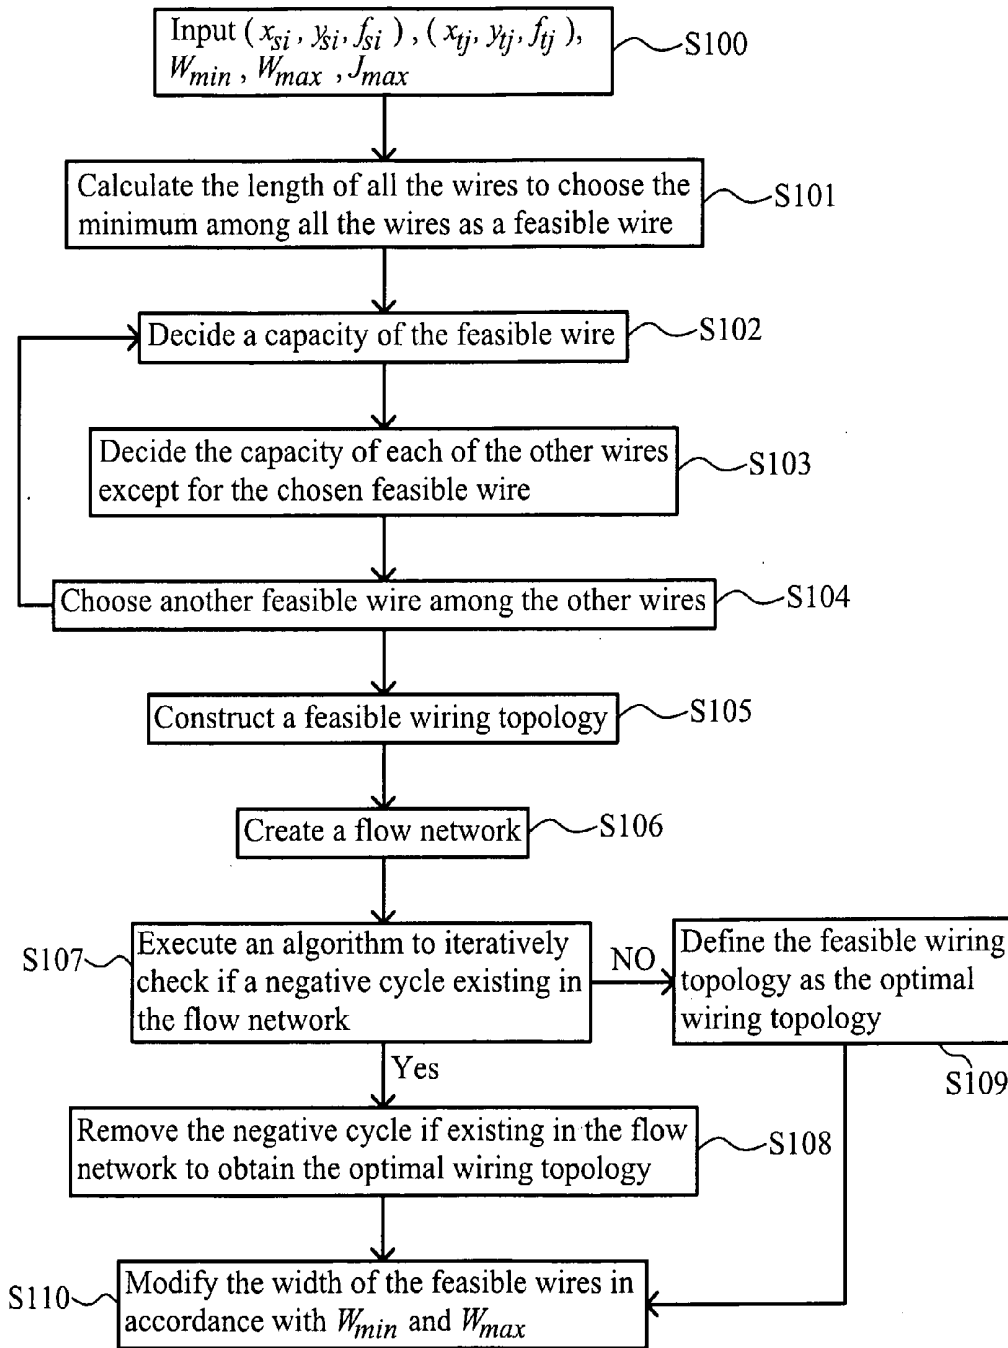 Input ( x_si , y_si , f_si ) , ( x_tj , y_tj , f_tj ),
W_min , W_max , J_max
S100
Calculate the length of all the wires to choose the
minimum among all the wires as a feasible wire
S101
Decide a capacity of the feasible wire
S102
Decide the capacity of each of the other wires
except for the chosen feasible wire
S103
Choose another feasible wire among the other wires
S104
Construct a feasible wiring topology
S105
Create a flow network
S106
S107
Execute an algorithm to iteratively
check if a negative cycle existing in
the flow network
NO
Define the feasible wiring
topology as the optimal
wiring topology
S109
Yes
Remove the negative cycle if existing in the flow
network to obtain the optimal wiring topology
S108
S110
Modify the width of the feasible wires in
accordance with W_min and W_max